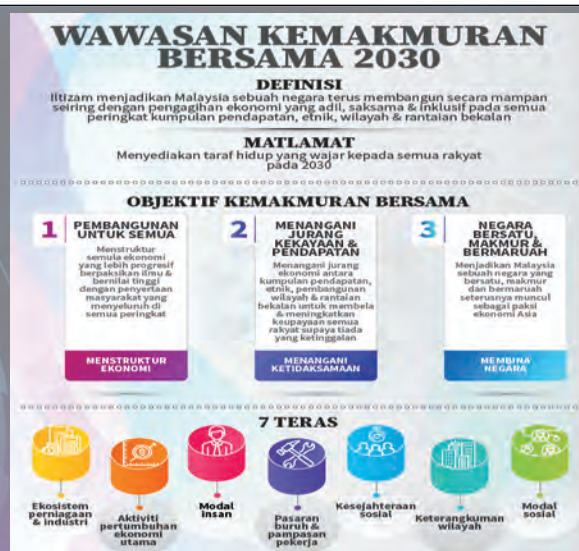 WAWASAN KEMAKMURAN
BERSAMA 2030
DEFINISI
Iltizam menjadikan Malaysia sebuah negara terus membangun secara mampan
seiring dengan pengagihan ekonomi yang adil, saksama & inklusif pada semua
peringkat kumpulan pendapatan, etnik, wilayah & rantaian bekalan
MATLAMAT
Menyediakan taraf hidup yang wajar kepada semua rakyat
pada 2030
OBJEKTIF KEMAKMURAN BERSAMA
1
PEMBANGUNAN
UNTUK SEMUA
Menstruktur
semula ekonomi
yang lebih progresif
berpaksikan ilmu &
bernilai tinggi
dengan penyertaan
masyarakat yang
menyeluruh di
semua peringkat
MENSTRUKTUR
EKONOMI
2
MENANGANI
JURANG
KEKAYAAN &
PENDAPATAN
Menangani jurang
ekonomi antara
kumpulan pendapatan,
etnik, pembangunan
wilayah & rantaian
bekalan untuk membela
& meningkatkan
keupayaan semua
rakyat supaya tiada
yang ketinggalan
MENANGANI
KETIDAKSAMAAN
3
NEGARA
BERSATU,
MAKMUR &
BERMARUAH
Menjadikan Malaysia
sebuah negara yang
bersatu, makmur
dan bermaruah
seterusnya muncul
sebagai paksi
ekonomi Asia
MEMBINA
NEGARA
7 TERAS
Ekosistem
perniagaan
& industri
Aktiviti
pertumbuhan
ekonomi
utama
Modal
insan
Pasaran
buruh &
pampasan
pekerja
Kesejahteraan
sosial
Keterangkuman
wilayah
Modal
sosial